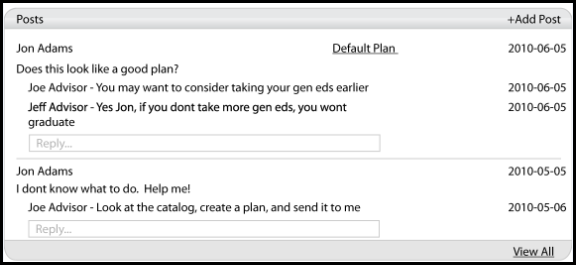 Posts +Add Post
Jon Adams Default Plan 2010-06-05
Does this look like a good plan?
Joe Advisor - You may want to consider taking your gen eds earlier 2010-06-05
Jeff Advisor - Yes Jon, if you dont take more gen eds, you wont 2010-06-05
graduate
Reply...
Jon Adams 2010-05-05
I dont know what to do. Help me!
Joe Advisor - Look at the catalog, create a plan, and send it to me 2010-05-06
Reply...
View All